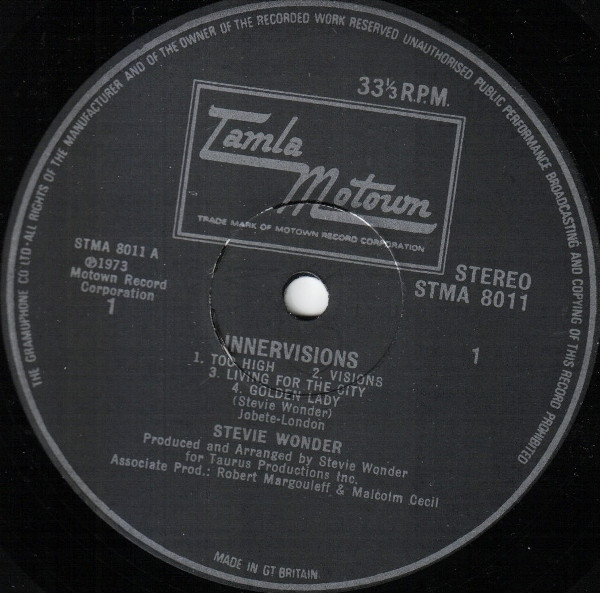 THE GRAMOPHONE CO LTD · ALL RIGHTS OF THE MANUFACTURER AND OF THE OWNER OF THE RECORDED WORK RESERVED UNAUTHORISED PUBLIC PERFORMANCE BROADCASTING AND COPYING OF THIS RECORD PROHIBITED
33⅓ R.P.M.
Tamla
Motown
TRADE MARK OF MOTOWN RECORD CORPORATION
STMA 8011 A
℗1973
Motown Record
Corporation
1
STEREO
STMA 8011
1
INNERVISIONS
1. TOO HIGH 2. VISIONS
3. LIVING FOR THE CITY
4. GOLDEN LADY
(Stevie Wonder)
Jobete-London
STEVIE WONDER
Produced and Arranged by Stevie Wonder
for Taurus Productions Inc.
Associate Prod.: Robert Margouleff & Malcolm Cecil
MADE IN GT BRITAIN